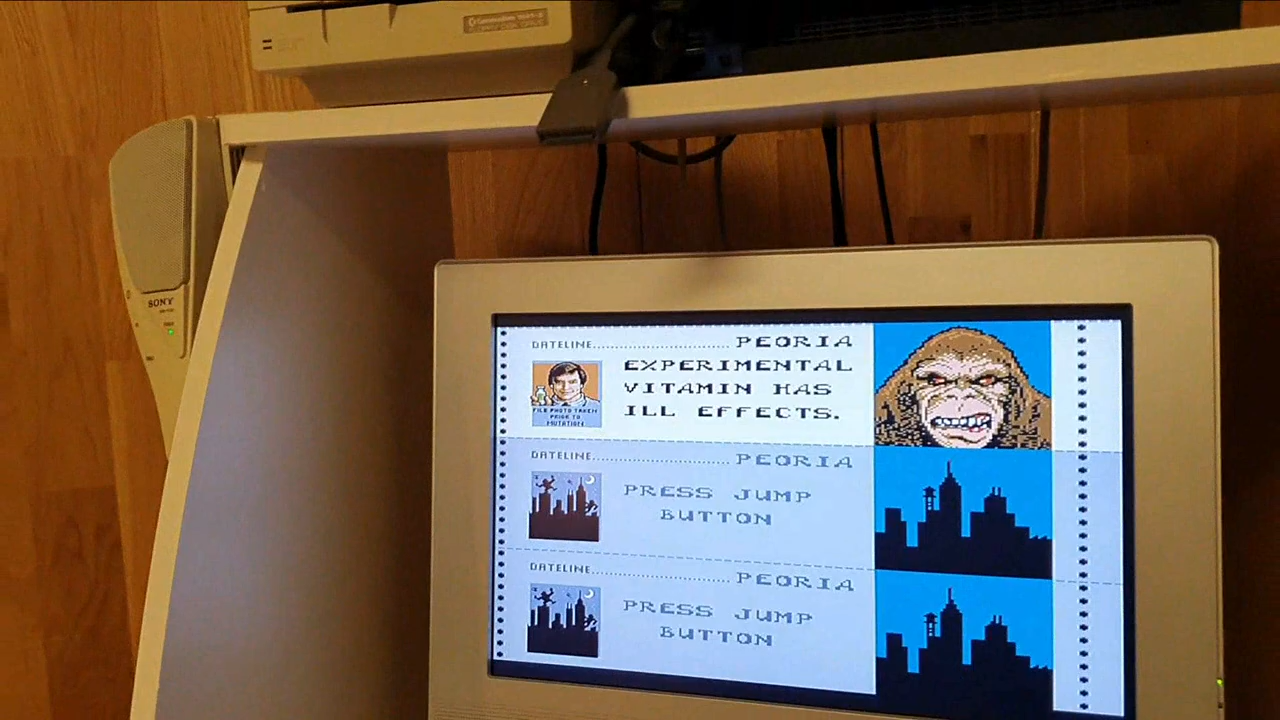 Commodore
SONY
DATELINE.......................... PEORIA
EXPERIMENTAL
VITAMIN HAS
ILL EFFECTS.
FILE PHOTO TAKEN
PRIOR TO
MUTATION
DATELINE.......................... PEORIA
PRESS JUMP
BUTTON
DATELINE.......................... PEORIA
PRESS JUMP
BUTTON